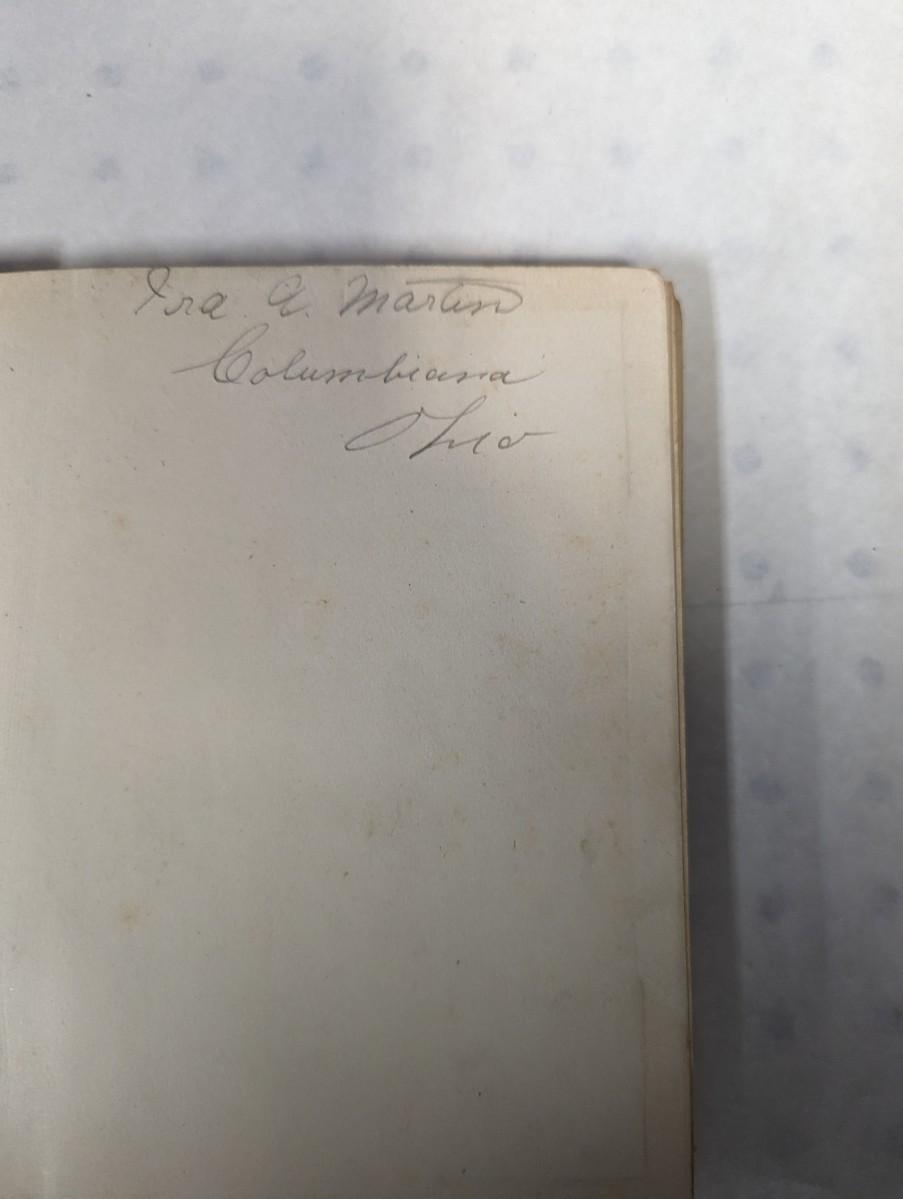 Ira A. Martin
Columbiana
Ohio